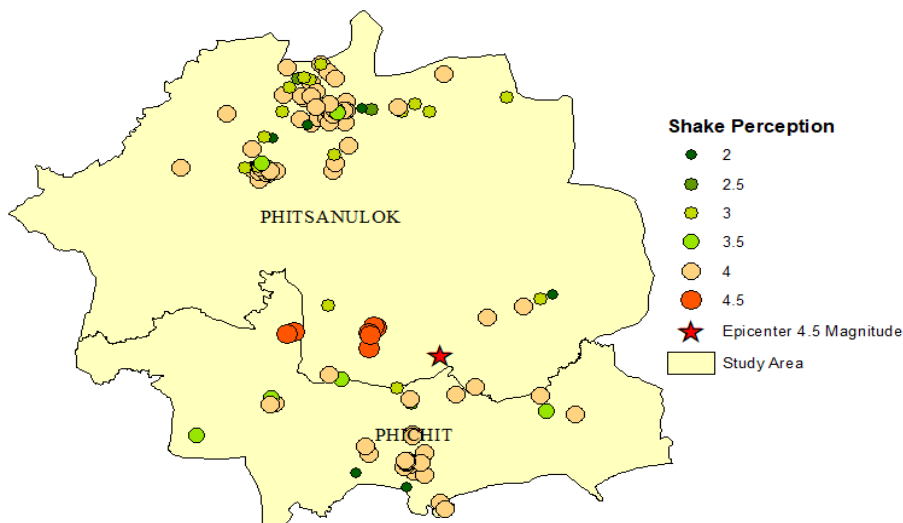 Shake Perception
2
2.5
3
PHITSANULOK
3.5
4
4.5
Epicenter 4.5 Magnitude
Study Area
PHICHIT